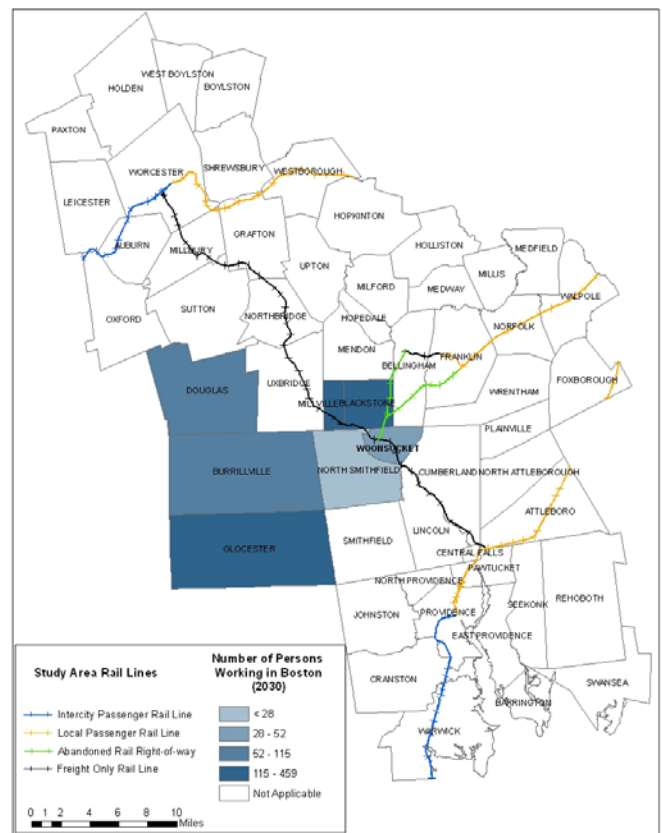 WEST BOYLSTON
HOLDEN
BOYLSTON
PAXTON
WORCESTER
SHREWSBURY
WESTBOROUGH
LEICESTER
HOPKINTON
AUBURN
MILLBURY
GRAFTON
HOLLISTON
MEDFIELD
UPTON
MILLIS
MILFORD
MEDWAY
WALPOLE
OXFORD
SUTTON
NORTHBRIDGE
HOPEDALE
NORFOLK
MENDON
BELLINGHAM
FRANKLIN
DOUGLAS
UXBRIDGE
WRENTHAM
FOXBOROUGH
MILLVILLE
BLACKSTONE
PLAINVILLE
WOONSOCKET
BURRILLVILLE
NORTH SMITHFIELD
CUMBERLAND
NORTH ATTLEBOROUGH
ATTLEBORO
GLOCESTER
SMITHFIELD
LINCOLN
CENTRAL FALLS
PAWTUCKET
NORTH PROVIDENCE
SEEKONK
REHOBOTH
JOHNSTON
PROVIDENCE
EAST PROVIDENCE
CRANSTON
SWANSEA
BARRINGTON
WARWICK
Study Area Rail Lines
Intercity Passenger Rail Line
Local Passenger Rail Line
Abandoned Rail Right-of-way
Freight Only Rail Line
Number of Persons
Working in Boston
(2030)
< 28
28 - 52
52 - 115
115 - 459
Not Applicable
0 1 2 4 6 8 10
Miles